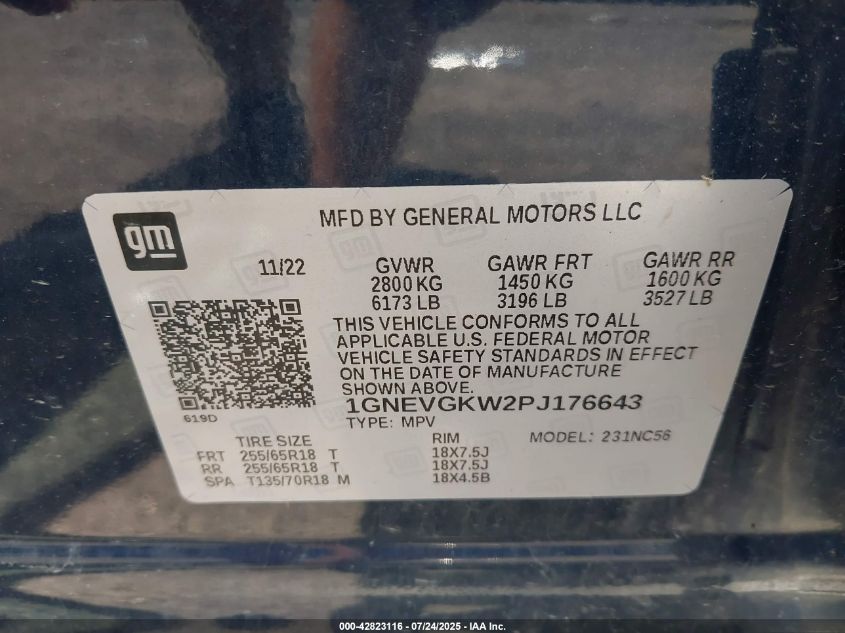 gm
MFD BY GENERAL MOTORS LLC
11/22
GVWR GAWR FRT GAWR RR
2800 KG 1450 KG 1600 KG
6173 LB 3196 LB 3527 LB
THIS VEHICLE CONFORMS TO ALL
APPLICABLE U.S. FEDERAL MOTOR
VEHICLE SAFETY STANDARDS IN EFFECT
ON THE DATE OF MANUFACTURE
SHOWN ABOVE.
619D
1GNEVGKW2PJ176643
TYPE: MPV
MODEL: 231NC56
TIRE SIZE RIM
FRT 255/65R18 T 18X7.5J
RR 255/65R18 T 18X7.5J
SPA T135/70R18 M 18X4.5B
000-42823116 - 07/24/2025 - IAA Inc.